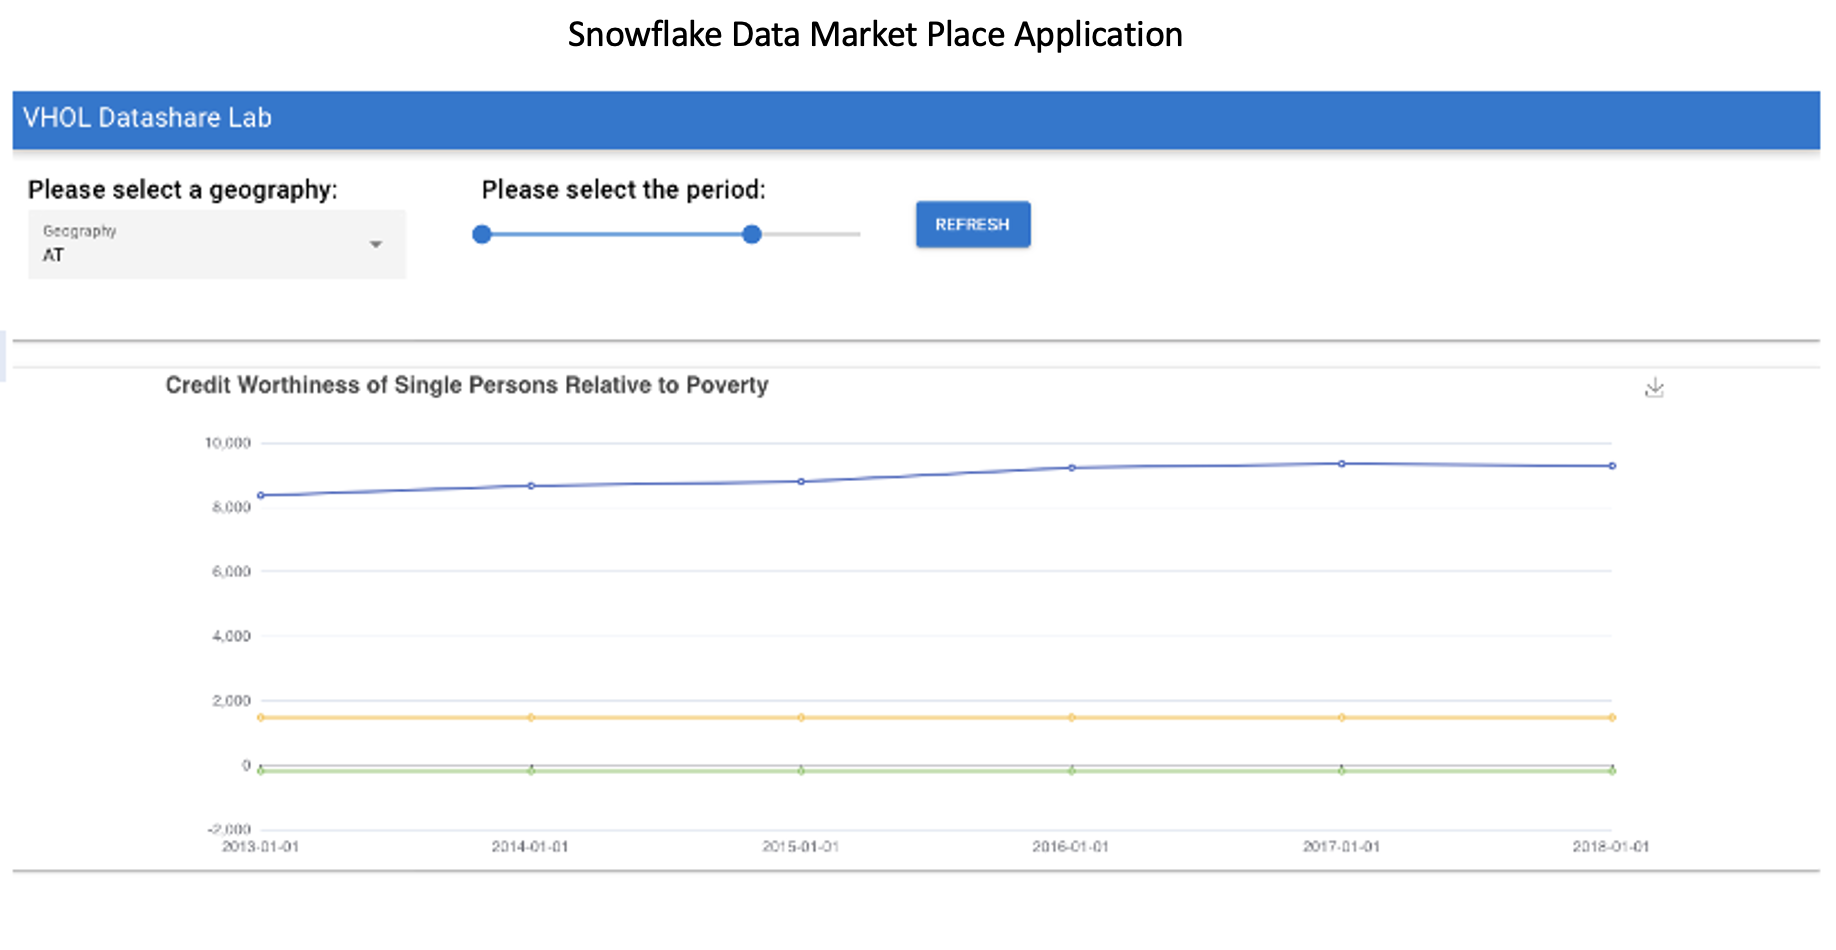 Snowflake Data Market Place Application
VHOL Datashare Lab
Please select a geography:
Please select the period:
Geography
AT
REFRESH
Credit Worthiness of Single Persons Relative to Poverty
10,000
8,000
6,000
4,000
2,000
0
-2,000
2013-01-01
2014-01-01
2015-01-01
2016-01-01
2017-01-01
2018-01-01